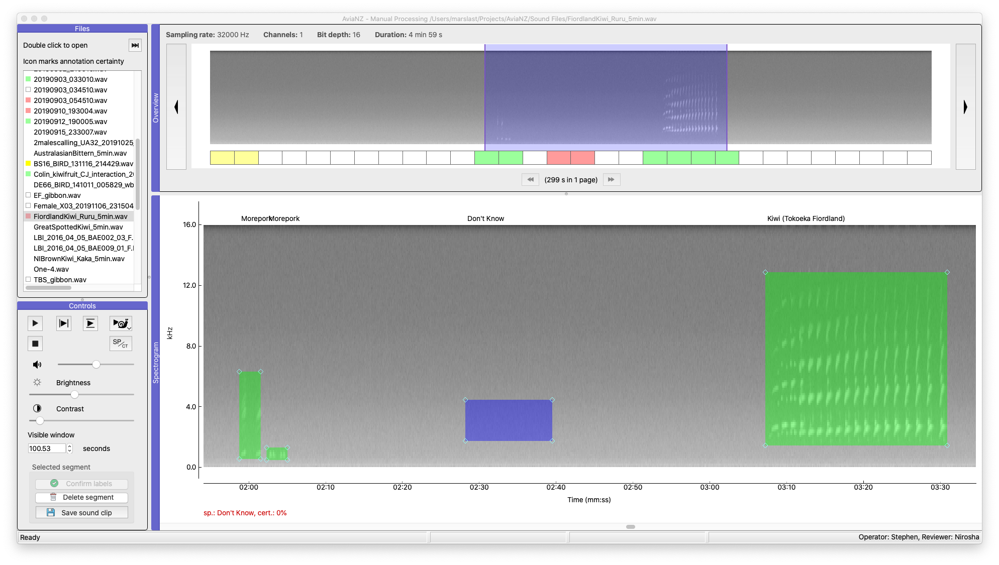 AviaNZ - Manual Processing /Users/marslast/Projects/AviaNZ/Sound Files/FiordlandKiwi_Ruru_5min.wav
Files
Double click to open
Icon marks annotation certainty
20190903_033010.wav
20190903_034510.wav
20190903_054510.wav
20190910_193004.wav
20190912_190005.wav
20190915_233007.wav
2malescalling_UA32_20191025_
AustralasianBittern_5min.wav
BS16_BIRD_131116_214429.wav
Colin_kiwifruit_CJ_interaction_2
DE66_BIRD_141011_005829_wb
EF_gibbon.wav
Female_X03_20191106_231504
FiordlandKiwi_Ruru_5min.wav
GreatSpottedKiwi_5min.wav
LBI_2016_04_05_BAE002_03_F.
LBI_2016_04_05_BAE009_01_F.
NIBrownKiwi_Kaka_5min.wav
One-4.wav
TBS_gibbon.wav
Controls
SP/CT
Brightness
Contrast
Visible window
100.53 seconds
Selected segment
Confirm labels
Delete segment
Save sound clip
Overview
Sampling rate: 32000 Hz Channels: 1 Bit depth: 16 Duration: 4 min 59 s
(299 s in 1 page)
Spectrogram
Morepork Morepork Don't Know Kiwi (Tokoeka Fiordland)
kHz
16.0
12.0
8.0
4.0
0.0
02:00 02:10 02:20 02:30 02:40 02:50 03:00 03:10 03:20 03:30
Time (mm:ss)
sp.: Don't Know, cert.: 0%
Ready
Operator: Stephen, Reviewer: Nirosha